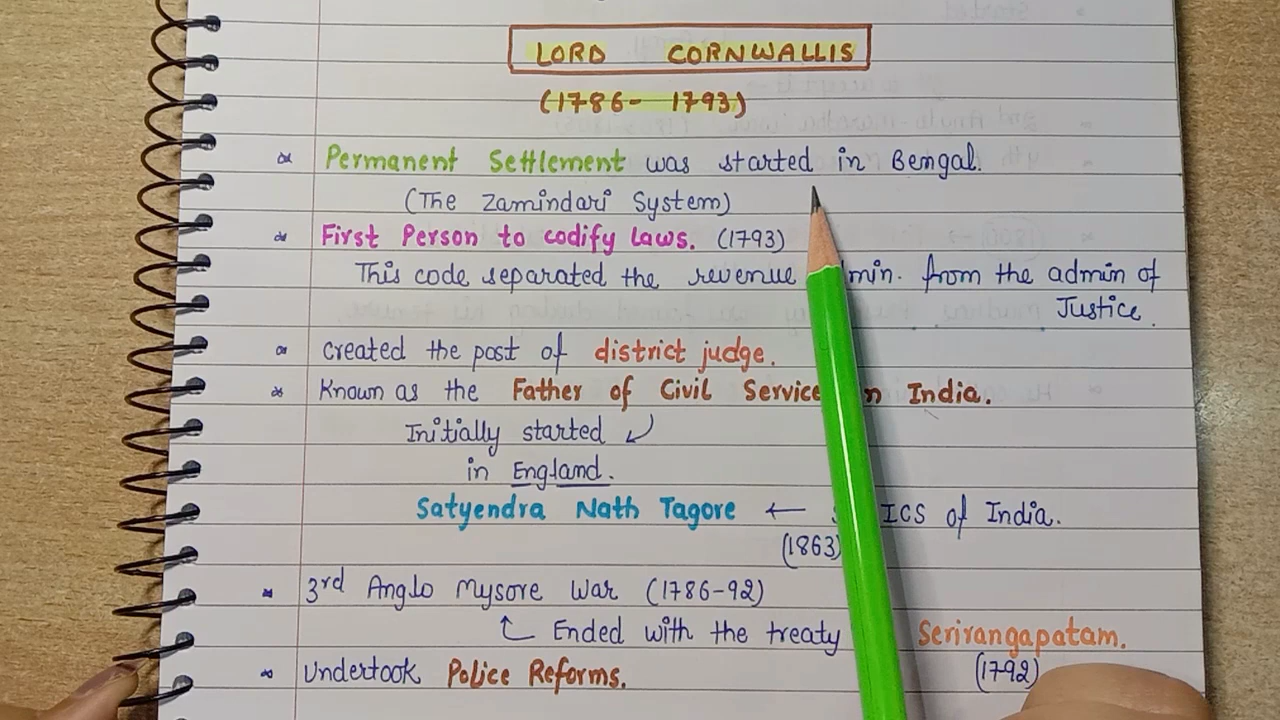 LORD CORNWALLIS
(1786- 1793)
Permanent Settlement was started in Bengal.
(The Zamindari System)
First Person to codify laws. (1793)
This code separated the revenue dmin. from the admin of
Justice.
created the post of district judge.
Known as the Father of Civil Service n India.
Initially started
in England.
Satyendra Nath Tagore ← ICS of India.
(1863)
3rd Anglo Mysore War (1786-92)
Ended with the treaty Serirangapatam.
(1792)
Undertook Police Reforms.